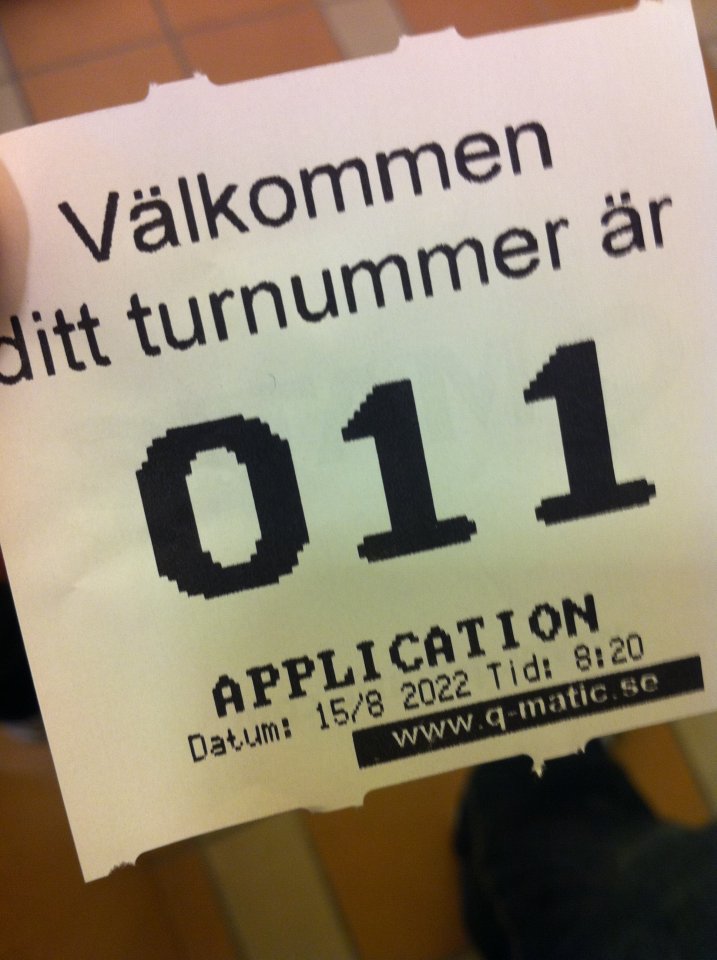 Välkommen
ditt turnummer är
011
APPLICATION
Datum: 15/8 2022 Tid: 8:20
www.q-matic.se